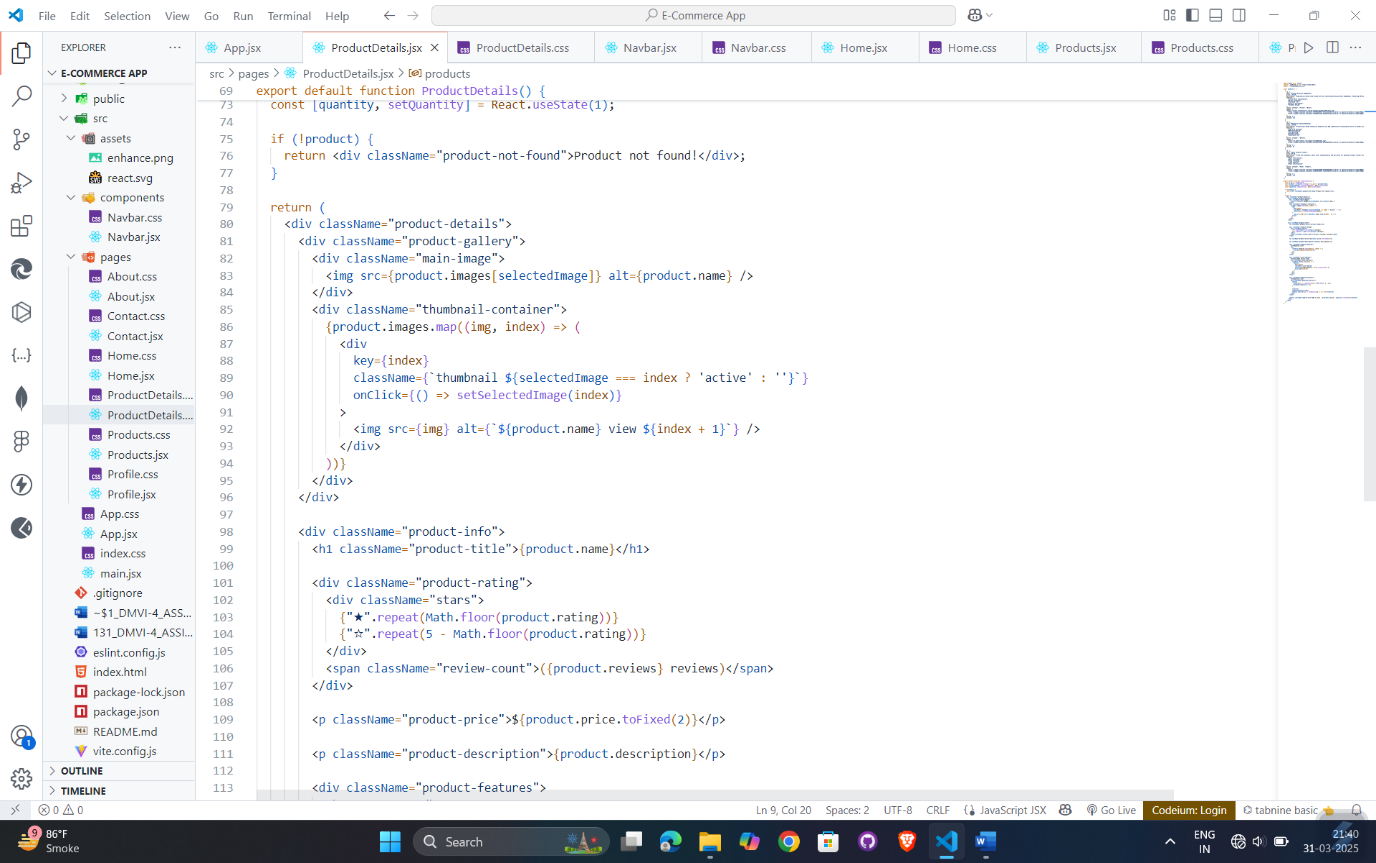 File Edit Selection View Go Run Terminal Help
E-Commerce App
EXPLORER
E-COMMERCE APP
public
src
assets
enhance.png
react.svg
components
Navbar.css
Navbar.jsx
pages
About.css
About.jsx
Contact.css
Contact.jsx
Home.css
Home.jsx
ProductDetails....
ProductDetails....
Products.css
Products.jsx
Profile.css
Profile.jsx
App.css
App.jsx
index.css
main.jsx
.gitignore
~$1_DMVI-4_ASS...
131_DMVI-4_ASSI...
eslint.config.js
index.html
package-lock.json
package.json
README.md
vite.config.js
OUTLINE
TIMELINE
1
App.jsx ProductDetails.jsx ProductDetails.css Navbar.jsx Navbar.css Home.jsx Home.css Products.jsx Products.css
src > pages > ProductDetails.jsx > products
69 export default function ProductDetails() {
73 const [quantity, setQuantity] = React.useState(1);
74
75 if (!product) {
76 return <div className="product-not-found">Product not found!</div>;
77 }
78
79 return (
80 <div className="product-details">
81 <div className="product-gallery">
82 <div className="main-image">
83 <img src={product.images[selectedImage]} alt={product.name} />
84 </div>
85 <div className="thumbnail-container">
86 {product.images.map((img, index) => (
87 <div
88 key={index}
89 className={`thumbnail ${selectedImage === index ? 'active' : ''}`}
90 onClick={() => setSelectedImage(index)}
91 >
92 <img src={img} alt={`${product.name} view ${index + 1}`} />
93 </div>
94 ))}
95 </div>
96 </div>
97
98 <div className="product-info">
99 <h1 className="product-title">{product.name}</h1>
100
101 <div className="product-rating">
102 <div className="stars">
103 {"★".repeat(Math.floor(product.rating))}
104 {"☆".repeat(5 - Math.floor(product.rating))}
105 </div>
106 <span className="review-count">({product.reviews} reviews)</span>
107 </div>
108
109 <p className="product-price">${product.price.toFixed(2)}</p>
110
111 <p className="product-description">{product.description}</p>
112
113 <div className="product-features">
0 0 Ln 9, Col 20 Spaces: 2 UTF-8 CRLF JavaScript JSX Go Live Codeium: Login tabnine basic
9
86°F
Smoke
Search
ENG
IN
21:40
31-03-2025